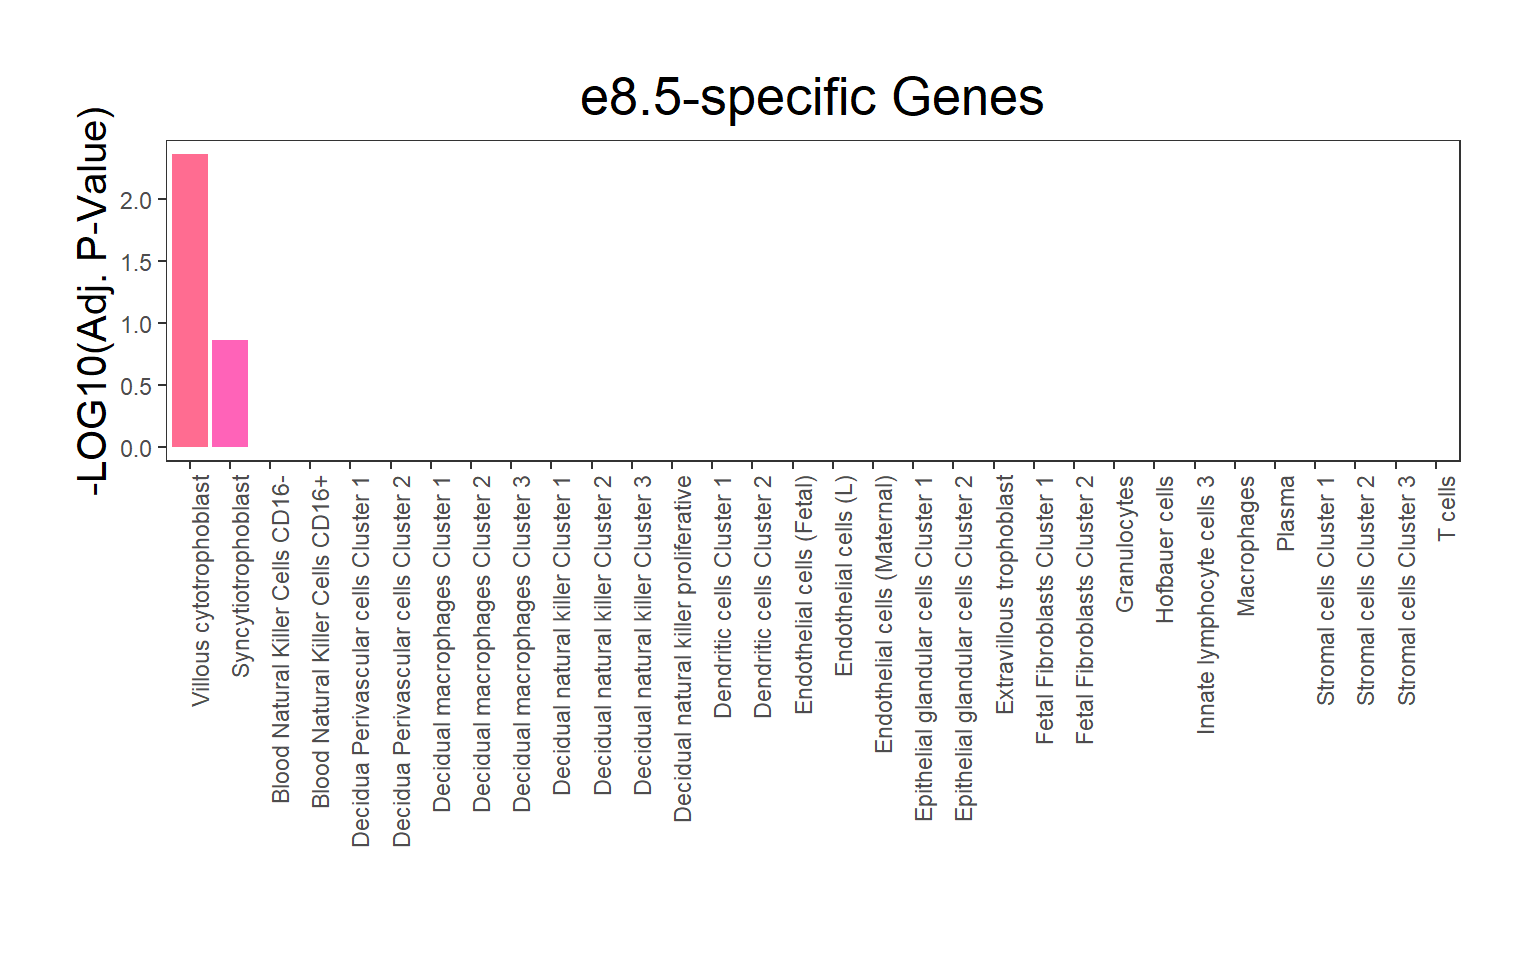 e8.5-specific Genes
-LOG10(Adj. P-Value)
2.0
1.5
1.0
0.5
0.0
Villous cytotrophoblast
Syncytiotrophoblast
Blood Natural Killer Cells CD16-
Blood Natural Killer Cells CD16+
Decidua Perivascular cells Cluster 1
Decidua Perivascular cells Cluster 2
Decidual macrophages Cluster 1
Decidual macrophages Cluster 2
Decidual macrophages Cluster 3
Decidual natural killer Cluster 1
Decidual natural killer Cluster 2
Decidual natural killer Cluster 3
Decidual natural killer proliferative
Dendritic cells Cluster 1
Dendritic cells Cluster 2
Endothelial cells (Fetal)
Endothelial cells (L)
Endothelial cells (Maternal)
Epithelial glandular cells Cluster 1
Epithelial glandular cells Cluster 2
Extravillous trophoblast
Fetal Fibroblasts Cluster 1
Fetal Fibroblasts Cluster 2
Granulocytes
Hofbauer cells
Innate lymphocyte cells 3
Macrophages
Plasma
Stromal cells Cluster 1
Stromal cells Cluster 2
Stromal cells Cluster 3
T cells